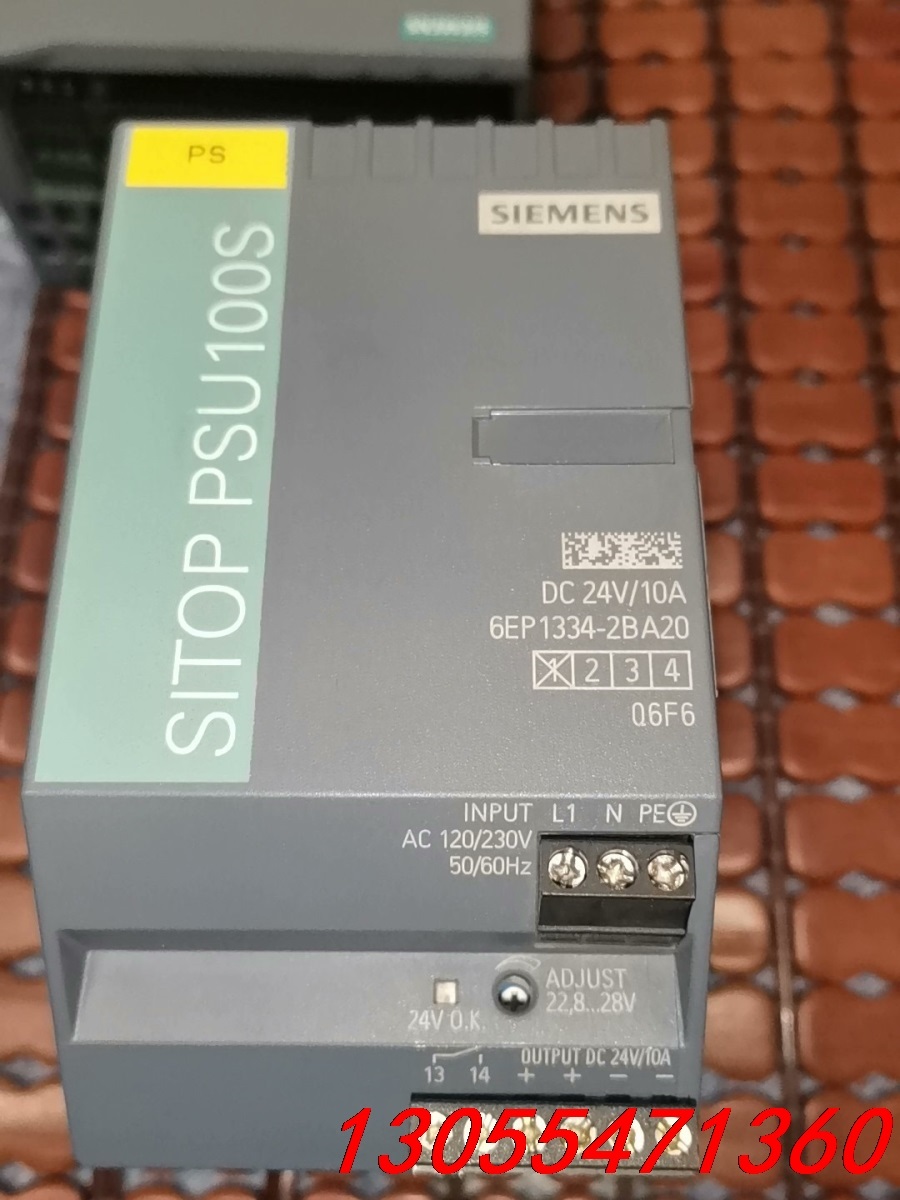 SIEMENS
PS
SIEMENS
SITOP PSU100S
DC 24V/10A
6EP1334-2BA20
1 2 3 4
Q6F6
INPUT L1 N PE
AC 120/230V
50/60Hz
ADJUST
22,8...28V
24V O.K.
OUTPUT DC 24V/10A
13 14 + + − −
13055471360